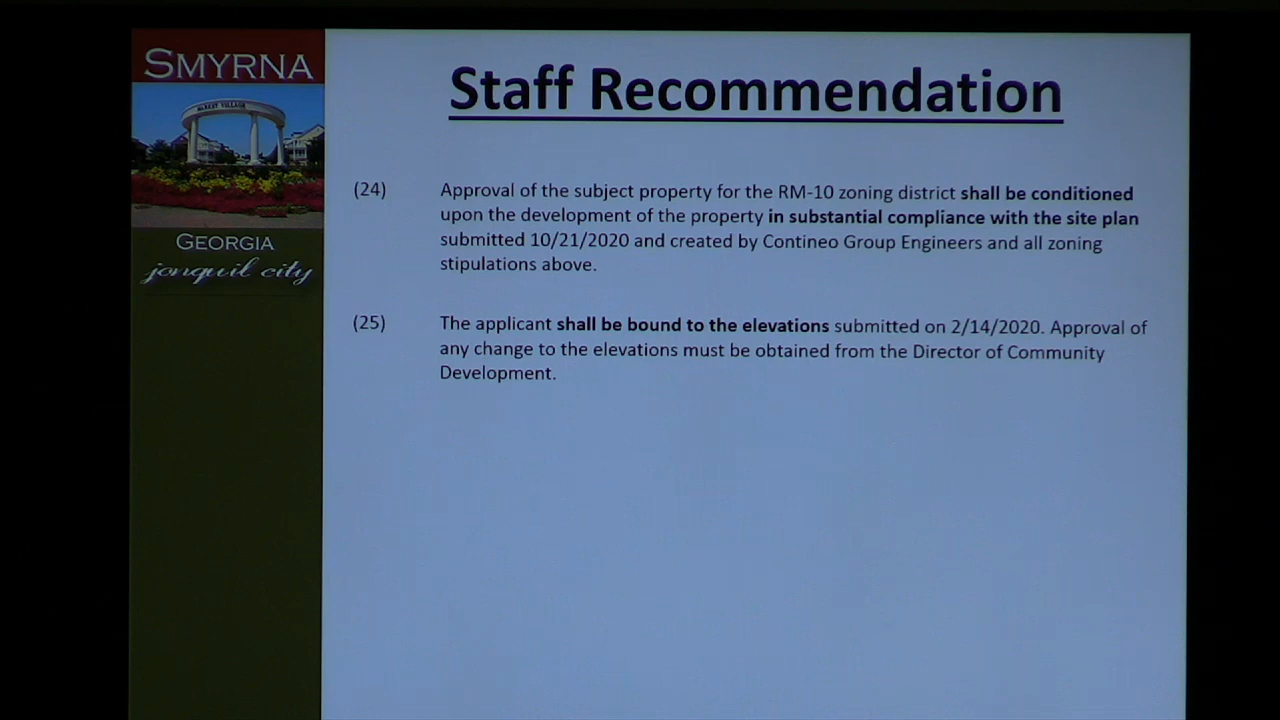 SMYRNA
MARKET VILLAGE
GEORGIA
jonquil city
Staff Recommendation
(24) Approval of the subject property for the RM-10 zoning district shall be conditioned
upon the development of the property in substantial compliance with the site plan
submitted 10/21/2020 and created by Contineo Group Engineers and all zoning
stipulations above.
(25) The applicant shall be bound to the elevations submitted on 2/14/2020. Approval of
any change to the elevations must be obtained from the Director of Community
Development.